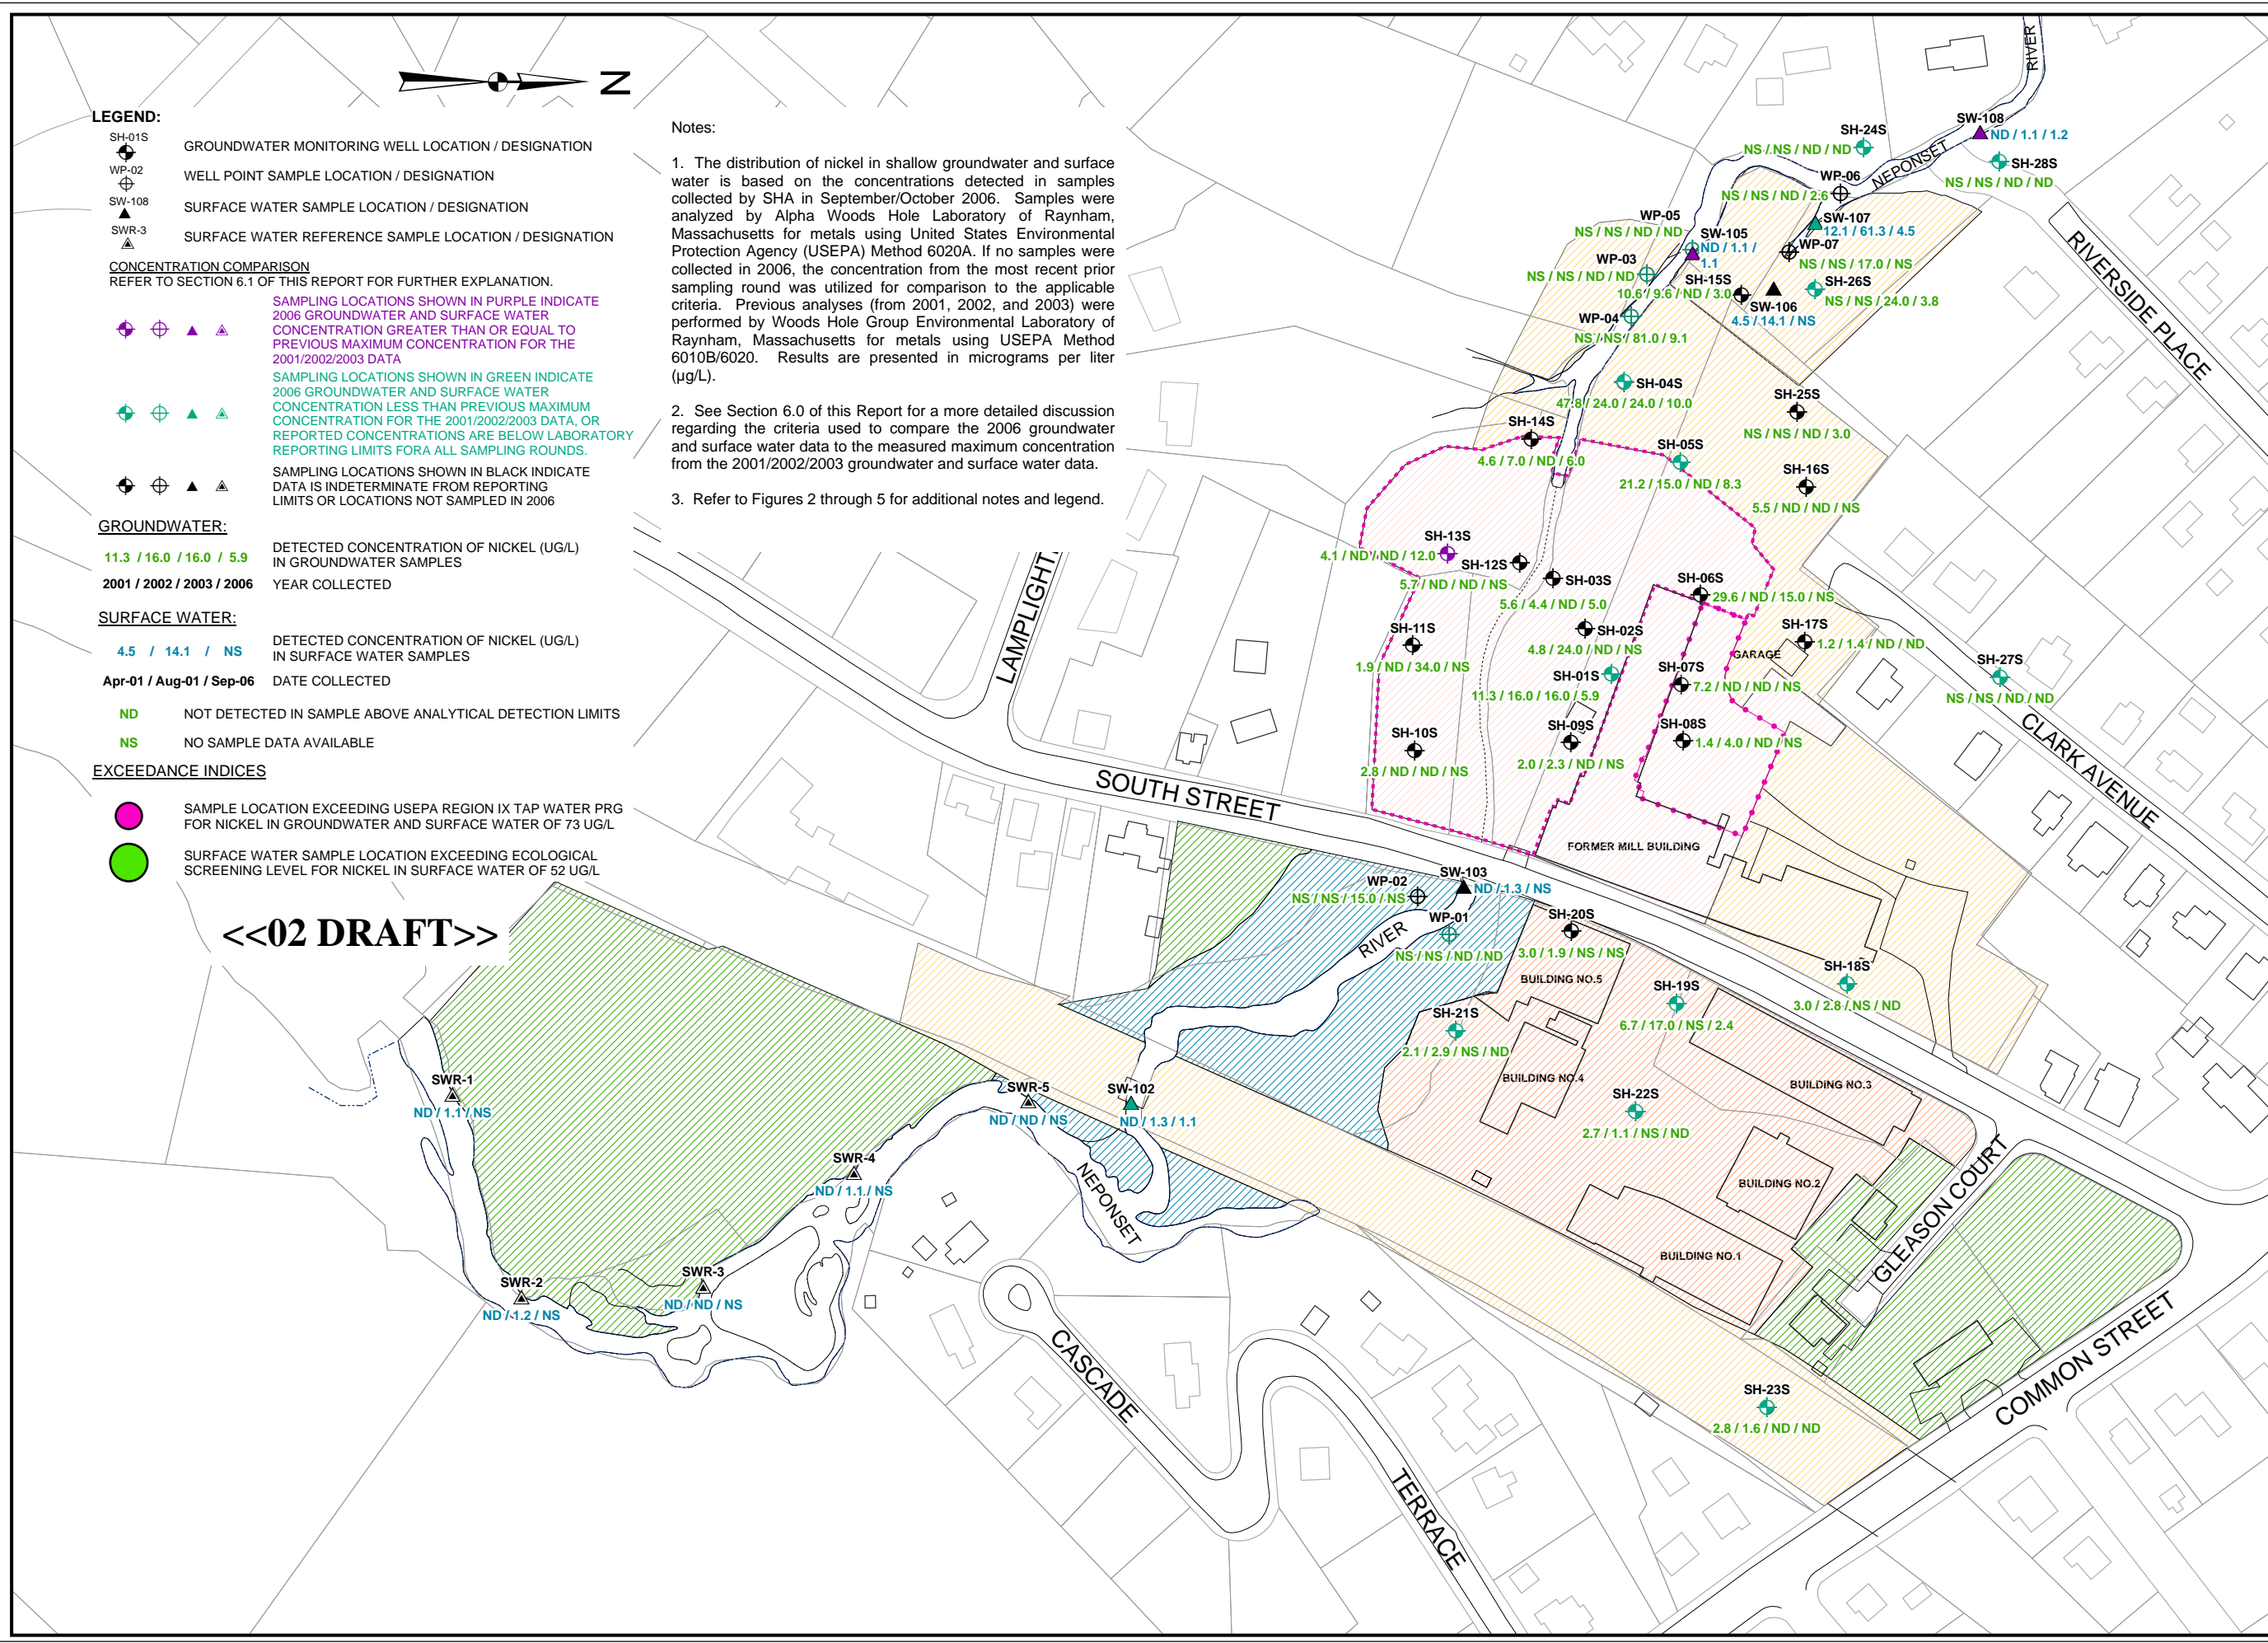 N
LEGEND:
SH-01S
GROUNDWATER MONITORING WELL LOCATION / DESIGNATION
WP-02
WELL POINT SAMPLE LOCATION / DESIGNATION
SW-108
SURFACE WATER SAMPLE LOCATION / DESIGNATION
SWR-3
SURFACE WATER REFERENCE SAMPLE LOCATION / DESIGNATION
CONCENTRATION COMPARISON
REFER TO SECTION 6.1 OF THIS REPORT FOR FURTHER EXPLANATION.
SAMPLING LOCATIONS SHOWN IN PURPLE INDICATE
2006 GROUNDWATER AND SURFACE WATER
CONCENTRATION GREATER THAN OR EQUAL TO
PREVIOUS MAXIMUM CONCENTRATION FOR THE
2001/2002/2003 DATA
SAMPLING LOCATIONS SHOWN IN GREEN INDICATE
2006 GROUNDWATER AND SURFACE WATER
CONCENTRATION LESS THAN PREVIOUS MAXIMUM
CONCENTRATION FOR THE 2001/2002/2003 DATA, OR
REPORTED CONCENTRATIONS ARE BELOW LABORATORY
REPORTING LIMITS FORA ALL SAMPLING ROUNDS.
SAMPLING LOCATIONS SHOWN IN BLACK INDICATE
DATA IS INDETERMINATE FROM REPORTING
LIMITS OR LOCATIONS NOT SAMPLED IN 2006
GROUNDWATER:
11.3 / 16.0 / 16.0 / 5.9
DETECTED CONCENTRATION OF NICKEL (UG/L)
IN GROUNDWATER SAMPLES
2001 / 2002 / 2003 / 2006
YEAR COLLECTED
SURFACE WATER:
4.5 / 14.1 / NS
DETECTED CONCENTRATION OF NICKEL (UG/L)
IN SURFACE WATER SAMPLES
Apr-01 / Aug-01 / Sep-06
DATE COLLECTED
ND
NOT DETECTED IN SAMPLE ABOVE ANALYTICAL DETECTION LIMITS
NS
NO SAMPLE DATA AVAILABLE
EXCEEDANCE INDICES
SAMPLE LOCATION EXCEEDING USEPA REGION IX TAP WATER PRG
FOR NICKEL IN GROUNDWATER AND SURFACE WATER OF 73 UG/L
SURFACE WATER SAMPLE LOCATION EXCEEDING ECOLOGICAL
SCREENING LEVEL FOR NICKEL IN SURFACE WATER OF 52 UG/L
<<02 DRAFT>>
Notes:
1. The distribution of nickel in shallow groundwater and surface
water is based on the concentrations detected in samples
collected by SHA in September/October 2006. Samples were
analyzed by Alpha Woods Hole Laboratory of Raynham,
Massachusetts for metals using United States Environmental
Protection Agency (USEPA) Method 6020A. If no samples were
collected in 2006, the concentration from the most recent prior
sampling round was utilized for comparison to the applicable
criteria. Previous analyses (from 2001, 2002, and 2003) were
performed by Woods Hole Group Environmental Laboratory of
Raynham, Massachusetts for metals using USEPA Method
6010B/6020. Results are presented in micrograms per liter
(µg/L).
2. See Section 6.0 of this Report for a more detailed discussion
regarding the criteria used to compare the 2006 groundwater
and surface water data to the measured maximum concentration
from the 2001/2002/2003 groundwater and surface water data.
3. Refer to Figures 2 through 5 for additional notes and legend.
RIVER
SW-108
ND / 1.1 / 1.2
SH-24S
NS / NS / ND / ND
NEPONSET
SH-28S
NS / NS / ND / ND
WP-06
NS / NS / ND / 2.6
WP-05
NS / NS / ND / ND
SW-107
12.1 / 61.3 / 4.5
SW-105
ND / 1.1 /
1.1
WP-07
NS / NS / 17.0 / NS
WP-03
NS / NS / ND / ND
SH-15S
10.6 / 9.6 / ND / 3.0
SH-26S
NS / NS / 24.0 / 3.8
SW-106
4.5 / 14.1 / NS
WP-04
NS / NS / 81.0 / 9.1
RIVERSIDE PLACE
SH-04S
47.8 / 24.0 / 24.0 / 10.0
SH-25S
NS / NS / ND / 3.0
SH-14S
4.6 / 7.0 / ND / 6.0
SH-05S
21.2 / 15.0 / ND / 8.3
SH-16S
5.5 / ND / ND / NS
SH-13S
4.1 / ND / ND / 12.0
SH-12S
5.7 / ND / ND / NS
SH-03S
5.6 / 4.4 / ND / 5.0
SH-06S
29.6 / ND / 15.0 / NS
LAMPLIGHT
SH-11S
1.9 / ND / 34.0 / NS
SH-02S
4.8 / 24.0 / ND / NS
SH-17S
1.2 / 1.4 / ND / ND
GARAGE
SH-01S
11.3 / 16.0 / 16.0 / 5.9
SH-07S
7.2 / ND / ND / NS
SH-27S
NS / NS / ND / ND
SH-10S
2.8 / ND / ND / NS
SH-09S
2.0 / 2.3 / ND / NS
SH-08S
1.4 / 4.0 / ND / NS
CLARK AVENUE
SOUTH STREET
FORMER MILL BUILDING
WP-02
NS / NS / 15.0 / NS
SW-103
ND / 1.3 / NS
WP-01
NS / NS / ND / ND
RIVER
SH-20S
3.0 / 1.9 / NS / NS
BUILDING NO.5
SH-18S
3.0 / 2.8 / NS / ND
SH-19S
6.7 / 17.0 / NS / 2.4
SH-21S
2.1 / 2.9 / NS / ND
BUILDING NO.4
BUILDING NO.3
SH-22S
2.7 / 1.1 / NS / ND
SWR-1
ND / 1.1 / NS
SWR-5
ND / ND / NS
SW-102
ND / 1.3 / 1.1
SWR-4
ND / 1.1 / NS
NEPONSET
BUILDING NO.2
BUILDING NO.1
GLEASON COURT
SWR-2
ND / 1.2 / NS
SWR-3
ND / ND / NS
CASCADE
COMMON STREET
SH-23S
2.8 / 1.6 / ND / ND
TERRACE